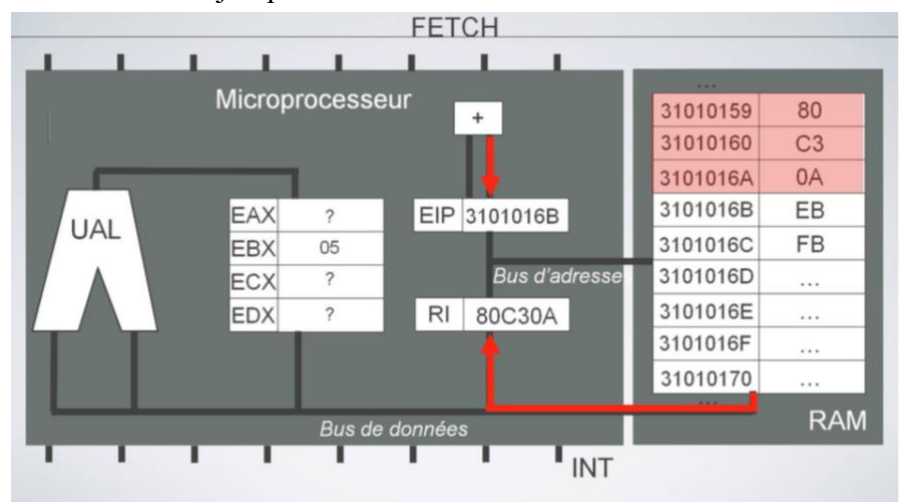 FETCH
Microprocesseur
+
UAL
EAX ?
EBX 05
ECX ?
EDX ?
EIP 3101016B
Bus d'adresse
RI 80C30A
Bus de données
INT
...
31010159 80
31010160 C3
3101016A 0A
3101016B EB
3101016C FB
3101016D ...
3101016E ...
3101016F ...
31010170 ...
...
RAM